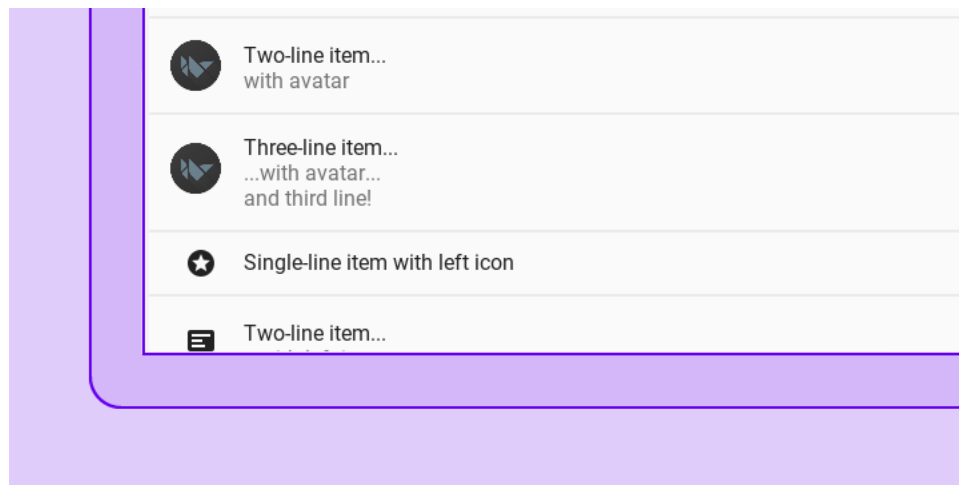 Two-line item...
with avatar
Three-line item...
...with avatar...
and third line!
Single-line item with left icon
Two-line item...